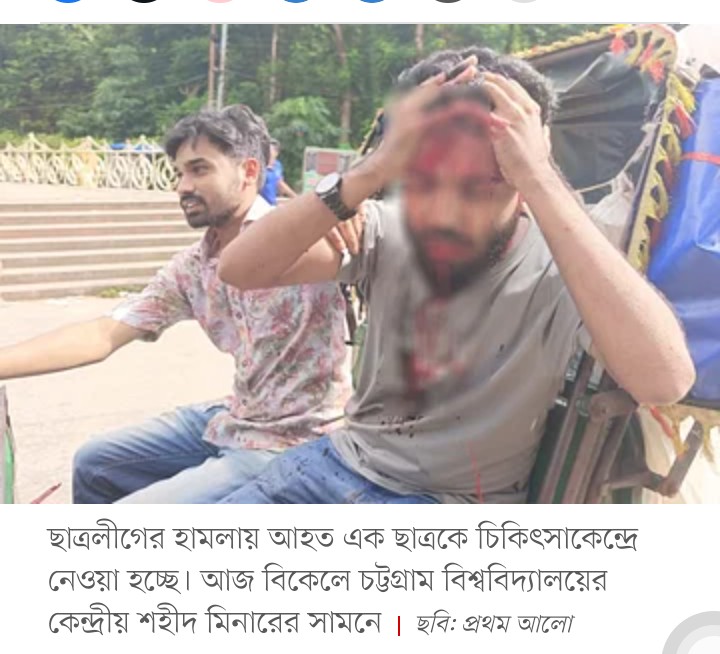 ছাত্রলীগের হামলায় আহত এক ছাত্রকে চিকিৎসাকেন্দ্রে
নেওয়া হচ্ছে। আজ বিকেলে চট্টগ্রাম বিশ্ববিদ্যালয়ের
কেন্দ্রীয় শহীদ মিনারের সামনে | ছবি: প্রথম আলো